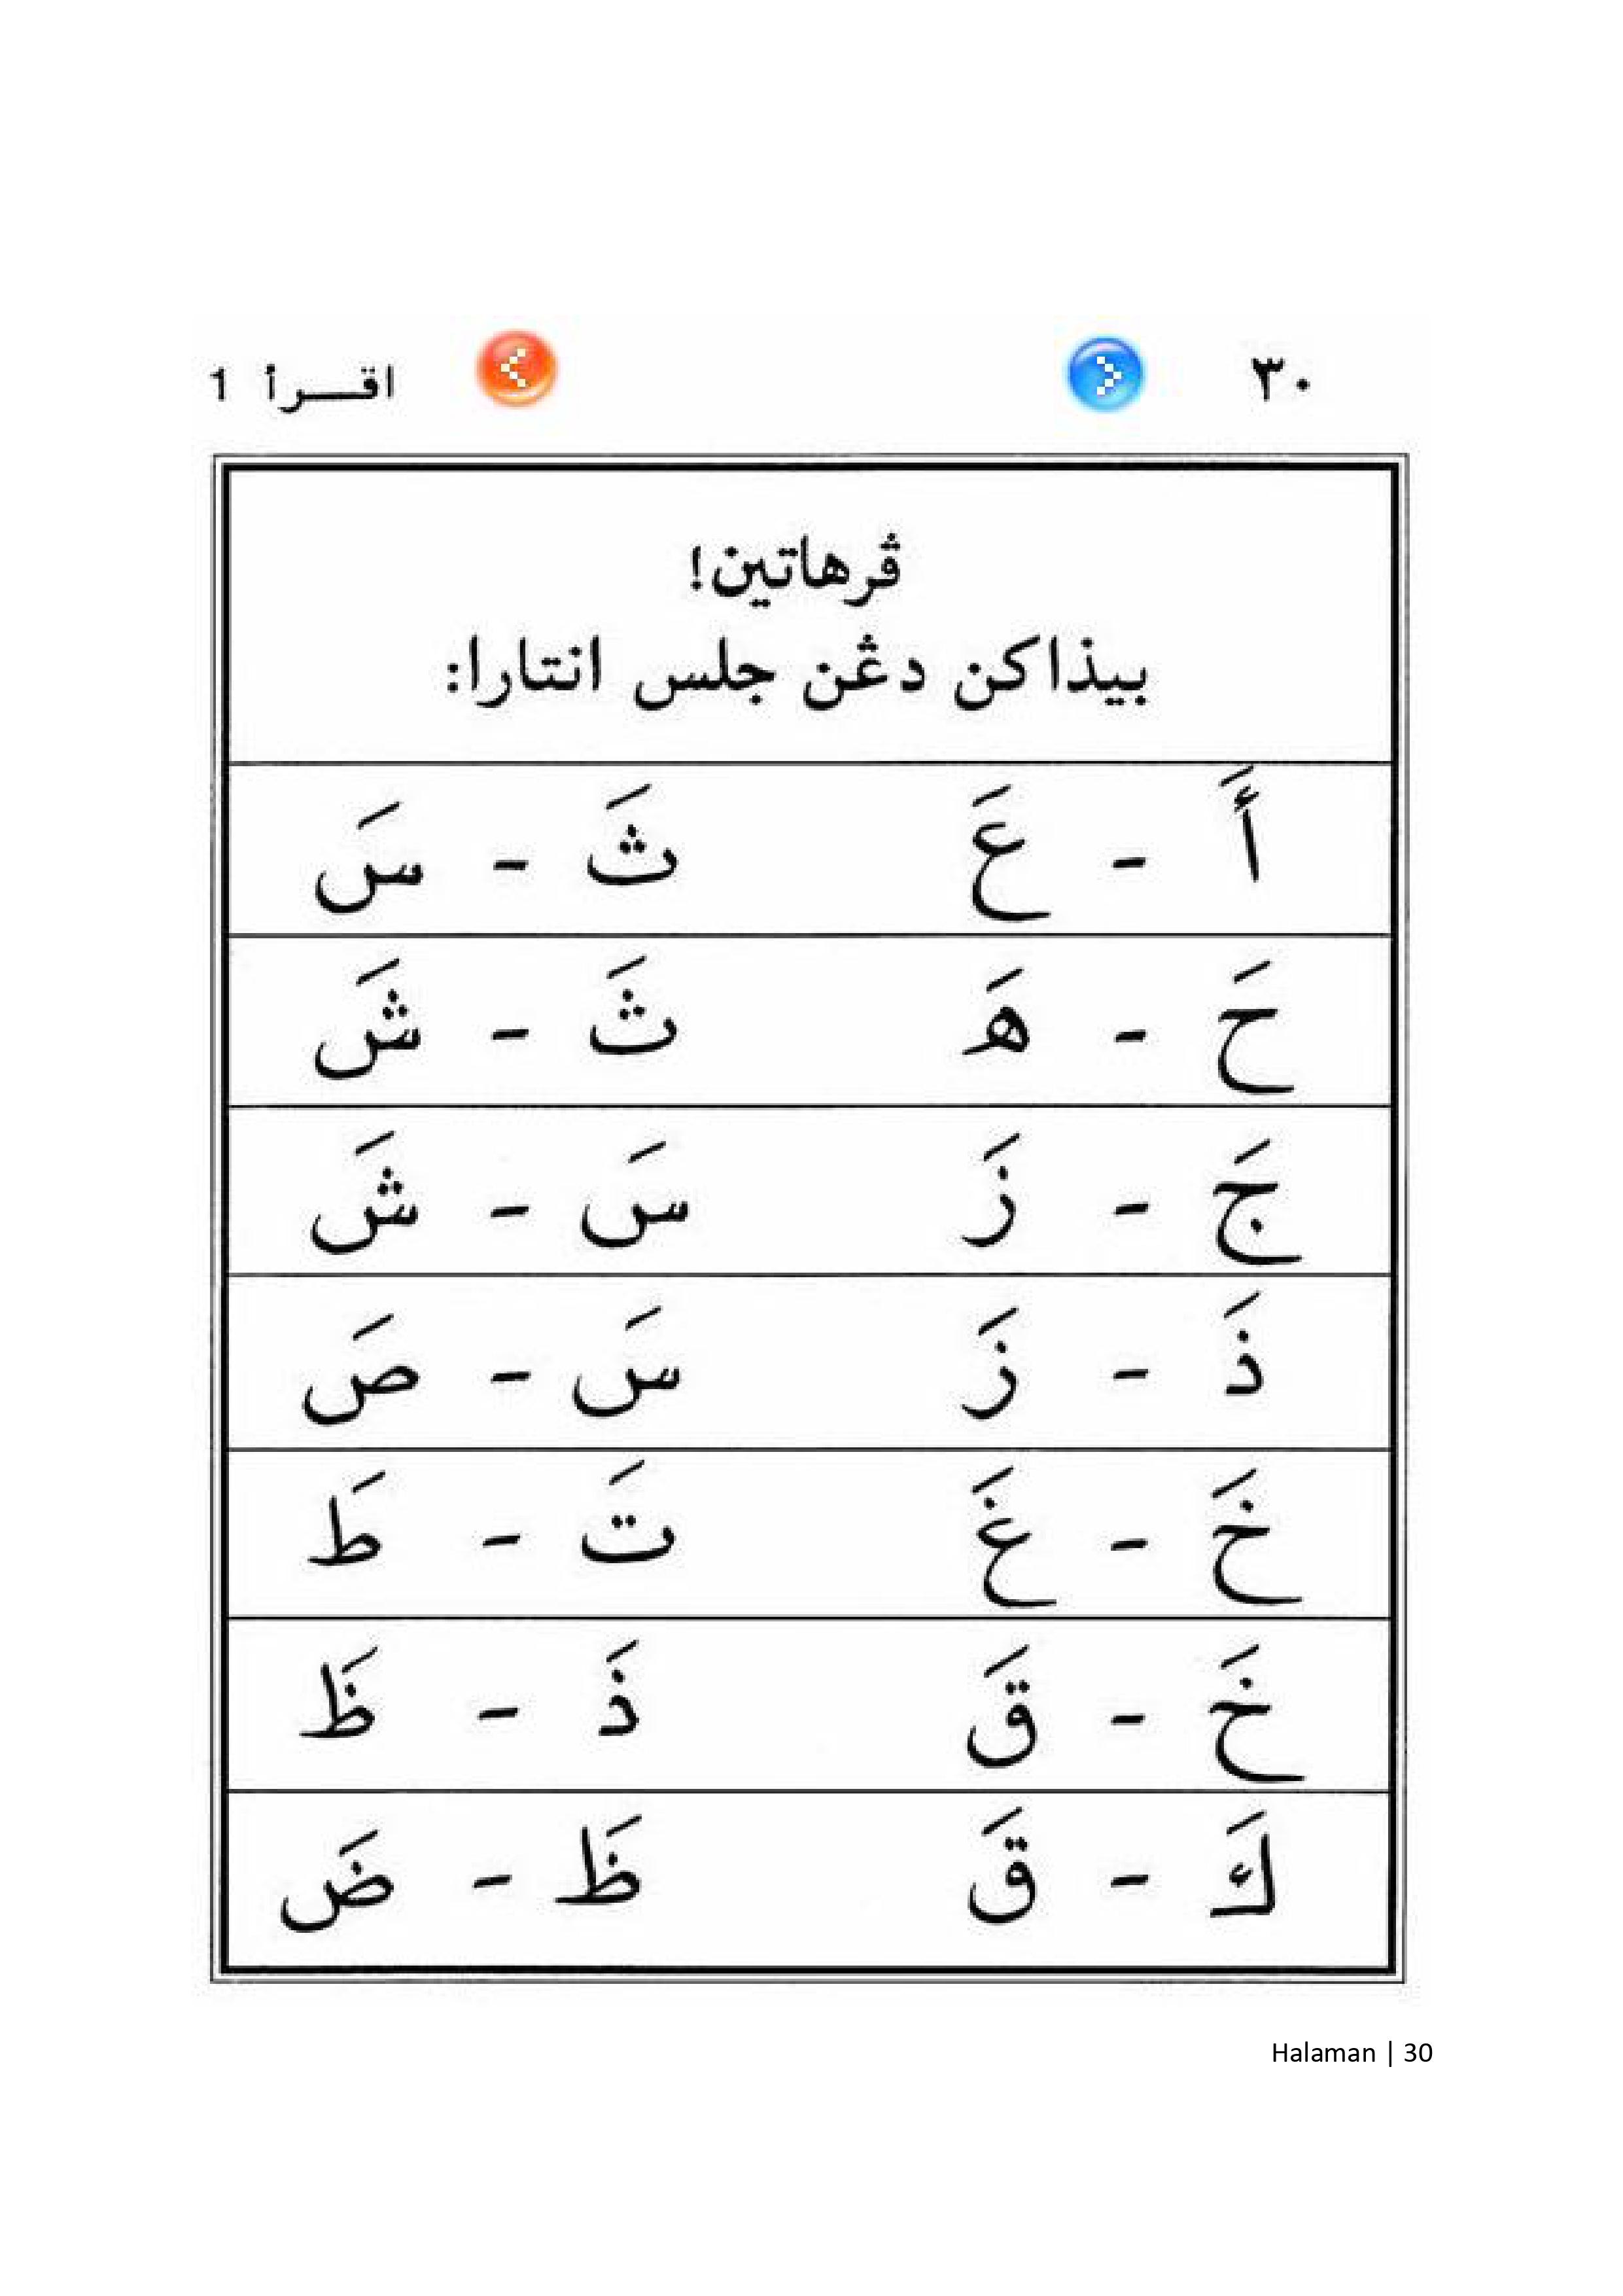 ٣٠ اقـــرأ 1
ڤرهاتين!
بيذاكن دڠن جلس انتارا:
أَ - عَ ثَ - سَ
حَ - هَ ثَ - شَ
جَ - زَ سَ - شَ
ذَ - زَ سَ - صَ
خَ - غَ تَ - طَ
خَ - قَ ذَ - ظَ
كَ - قَ ظَ - ضَ
Halaman | 30